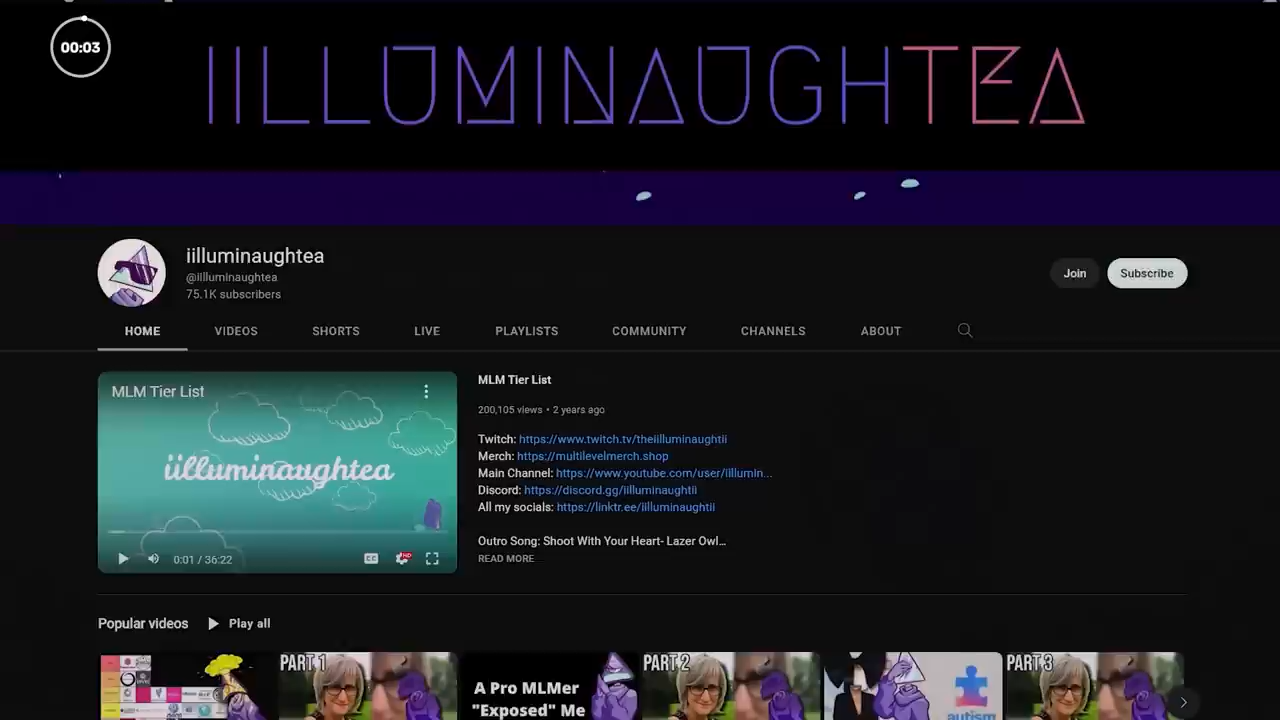 00:03
IILLUMINAUGHTEA
iilluminaughtea
@iilluminaughtea
75.1K subscribers
Join
Subscribe
HOME
VIDEOS
SHORTS
LIVE
PLAYLISTS
COMMUNITY
CHANNELS
ABOUT
MLM Tier List
iilluminaughtea
0:01 / 36:22
CC
HD
MLM Tier List
200,105 views • 2 years ago
Twitch: https://www.twitch.tv/theiilluminaughtii
Merch: https://multilevelmerch.shop
Main Channel: https://www.youtube.com/user/iillumin...
Discord: https://discord.gg/iilluminaughtii
All my socials: https://linktr.ee/iilluminaughtii
Outro Song: Shoot With Your Heart- Lazer Owl...
READ MORE
Popular videos
Play all
PART 1
A Pro MLMer
"Exposed" Me
PART 2
autism
PART 3